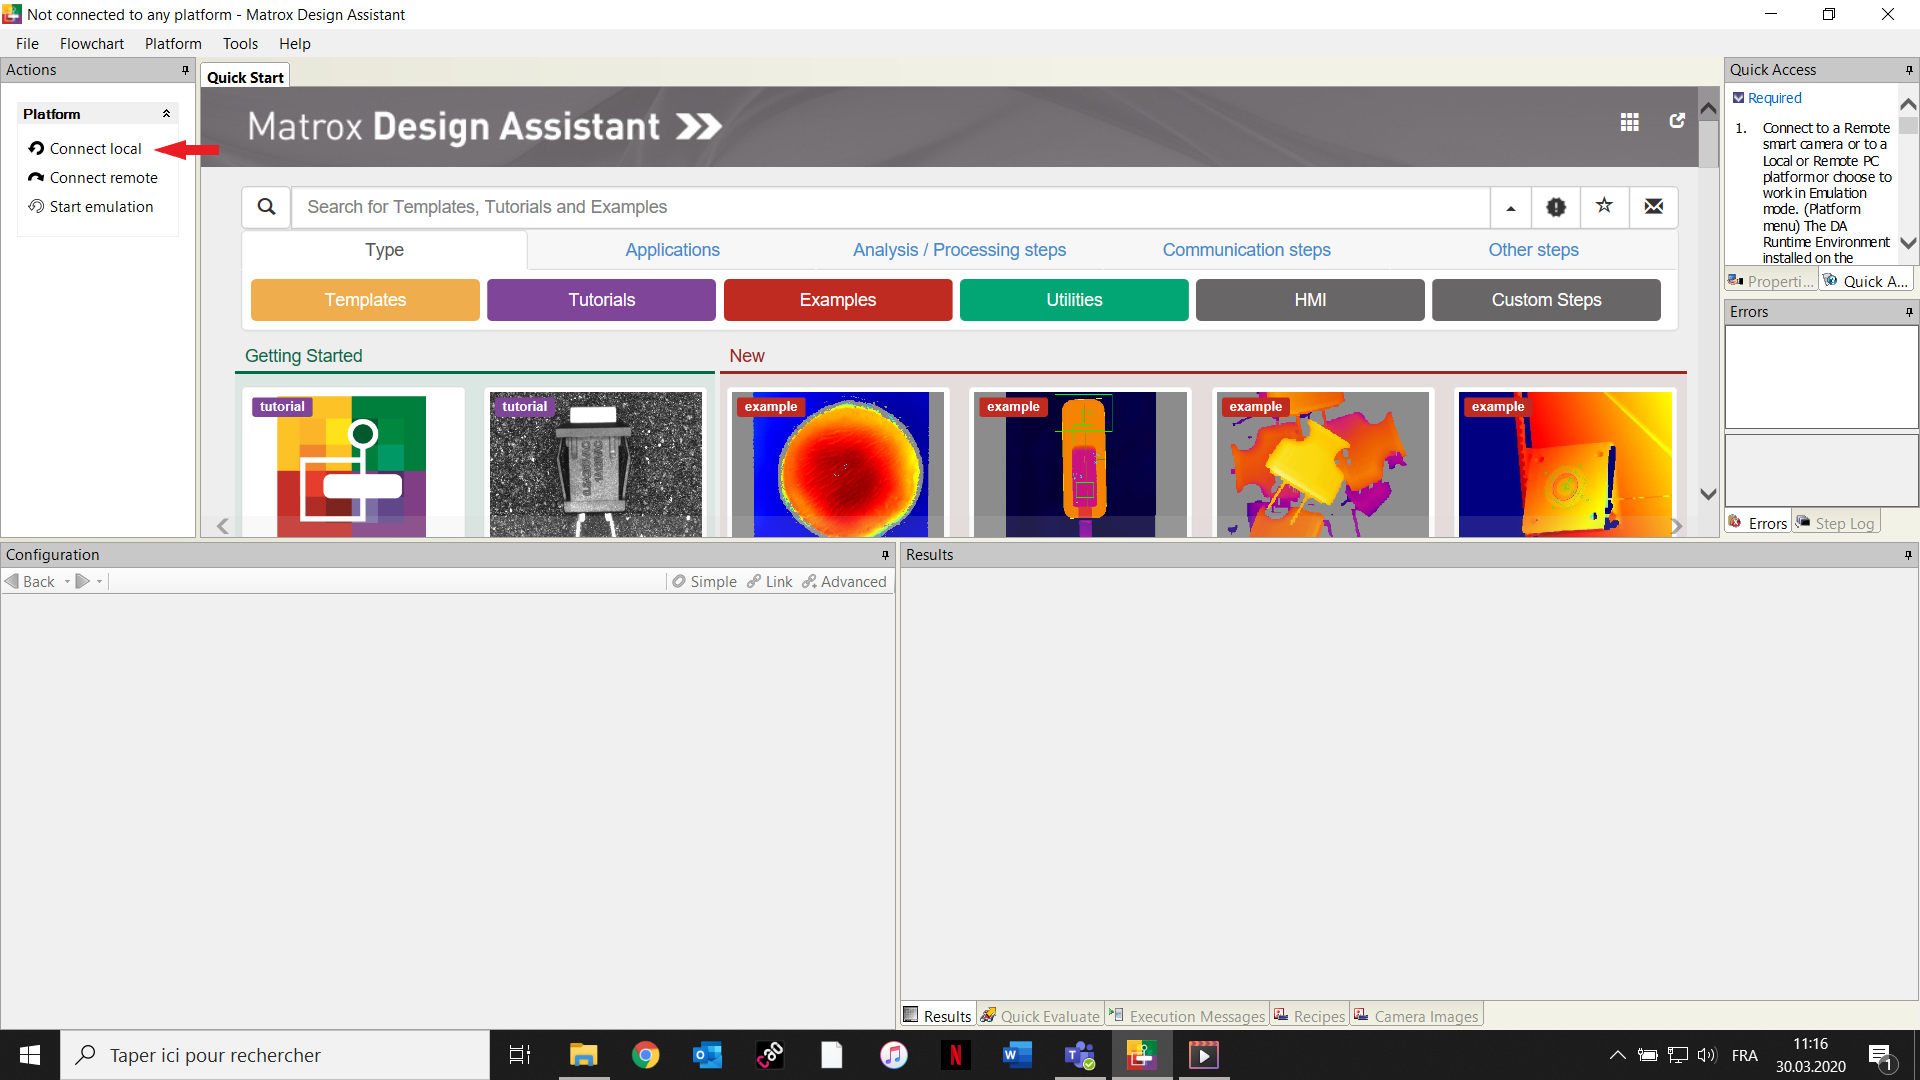 Not connected to any platform - Matrox Design Assistant
File Flowchart Platform Tools Help
Actions
Platform
Connect local
Connect remote
Start emulation
Quick Start
Matrox Design Assistant
Search for Templates, Tutorials and Examples
Type Applications Analysis / Processing steps Communication steps Other steps
Templates Tutorials Examples Utilities HMI Custom Steps
Getting Started New
tutorial tutorial example example example example
Quick Access
Required
1. Connect to a Remote
smart camera or to a
Local or Remote PC
platform or choose to
work in Emulation
mode. (Platform
menu) The DA
Runtime Environment
installed on the
Properti... Quick A...
Errors
Errors Step Log
Configuration
Back Simple Link Advanced
Results
Results Quick Evaluate Execution Messages Recipes Camera Images
Taper ici pour rechercher
FRA
11:16
30.03.2020
1